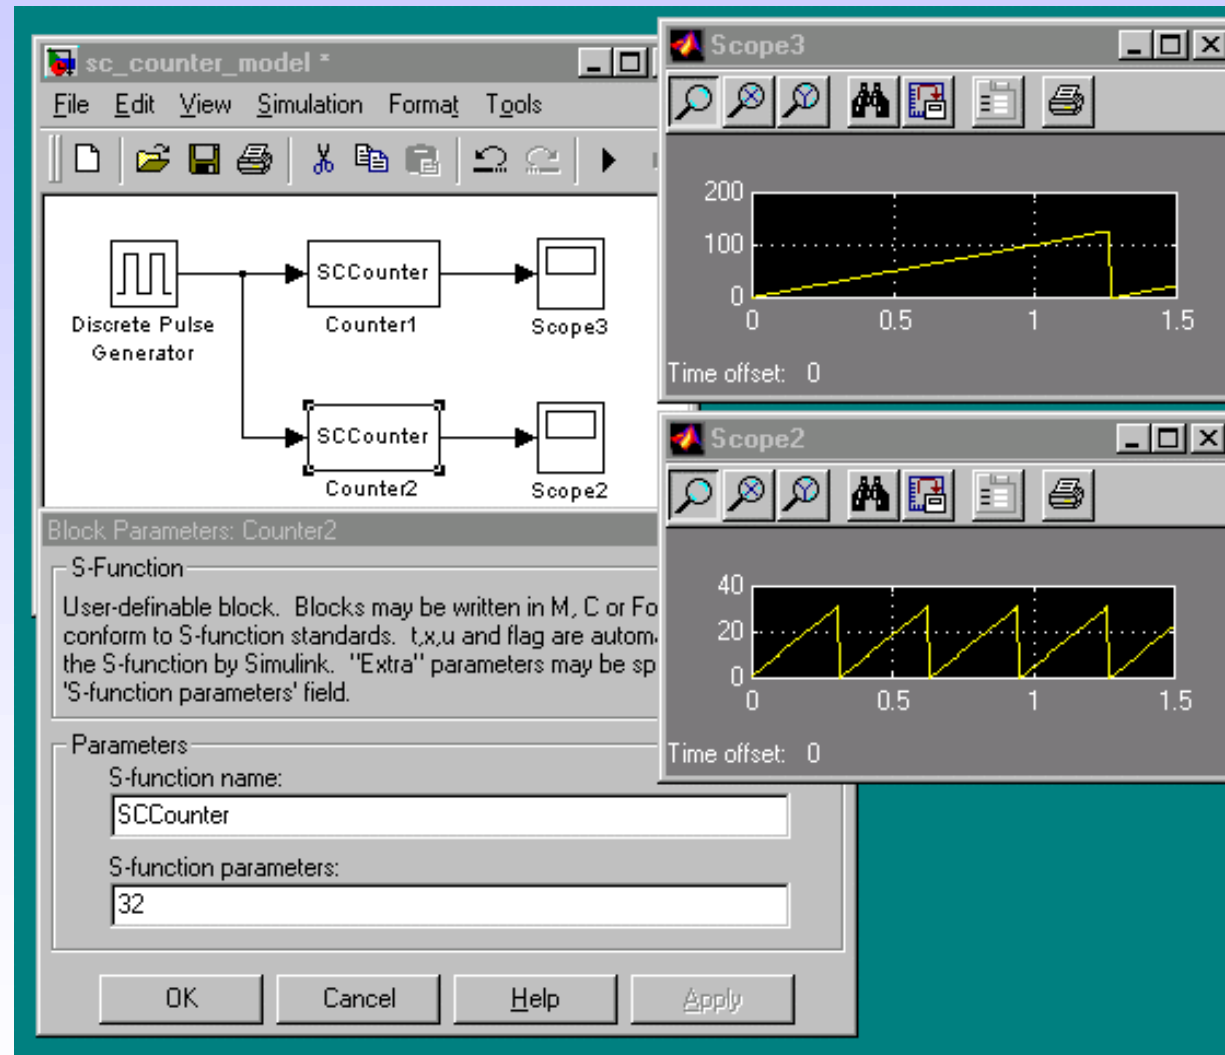 sc_counter_model *
File Edit View Simulation Format Tools
SCCounter
SCCounter
Discrete Pulse
Generator
Counter1
Scope3
Counter2
Scope2
Scope3
200
100
0
0 0.5 1 1.5
Time offset: 0
Scope2
40
20
0
0 0.5 1 1.5
Time offset: 0
Block Parameters: Counter2
S-Function
User-definable block. Blocks may be written in M, C or Fo
conform to S-function standards. t,x,u and flag are autom
the S-function by Simulink. "Extra" parameters may be sp
'S-function parameters' field.
Parameters
S-function name:
SCCounter
S-function parameters:
32
OK Cancel Help Apply